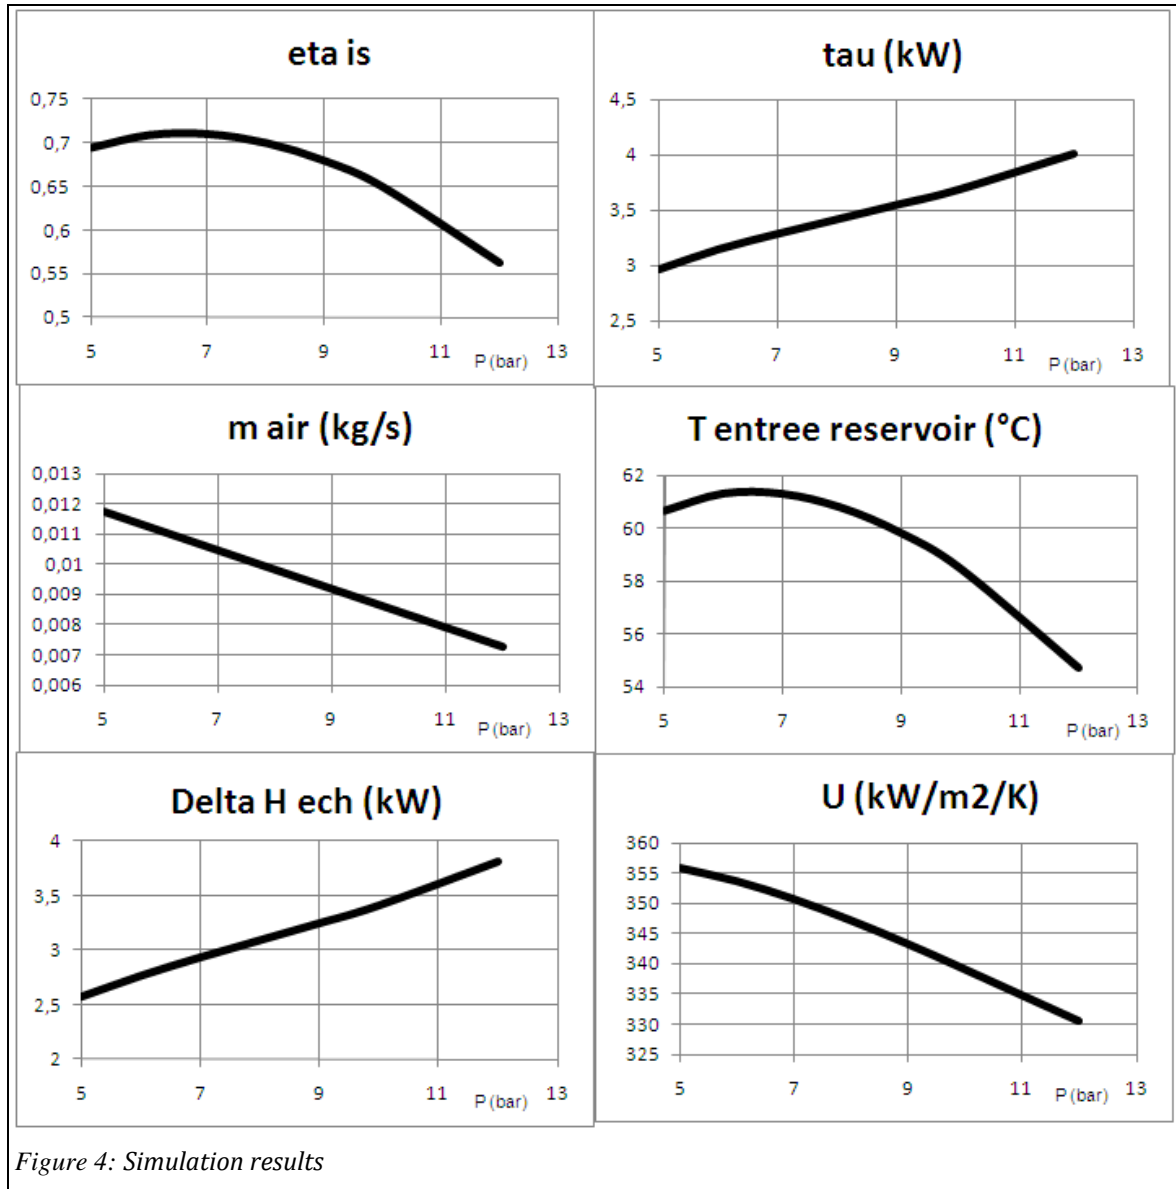 eta is
0,75
0,7
0,65
0,6
0,55
0,5
5 7 9 11 13
P (bar)
tau (kW)
4,5
4
3,5
3
2,5
5 7 9 11 13
P (bar)
m air (kg/s)
0,013
0,012
0,011
0,01
0,009
0,008
0,007
0,006
5 7 9 11 13
P (bar)
T entree reservoir (°C)
62
60
58
56
54
5 7 9 11 13
P (bar)
Delta H ech (kW)
4
3,5
3
2,5
2
5 7 9 11 13
P (bar)
U (kW/m2/K)
360
355
350
345
340
335
330
325
5 7 9 11 13
P (bar)
Figure 4: Simulation results